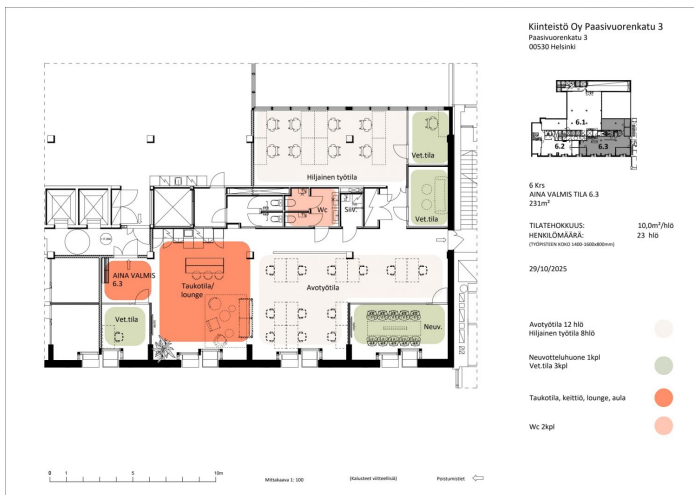 Kiinteistö Oy Paasivuorenkatu 3
Paasivuorenkatu 3
00530 Helsinki
6.1
6.2
6.3
6 Krs
AINA VALMIS TILA 6.3
231m²
TILATEHOKKUUS: 10,0m²/hlö
HENKILÖMÄÄRÄ: 23 hlö
(TYÖPISTEEN KOKO 1400-1600x800mm)
29/10/2025
Vet.tila
Hiljainen työtila
Wc
Siiv.
Vet.tila
AINA VALMIS
6.3
Taukotila/
lounge
Avotyötila
Vet.tila
Neuv.
Avotyötila 12 hlö
Hiljainen työtila 8hlö
Neuvotteluhuone 1kpl
Vet.tila 3kpl
Taukotila, keittiö, lounge, aula
Wc 2kpl
0 1 5 10m
Mittakaava 1: 100
(Kalusteet viitteellisiä)
Poistumistiet